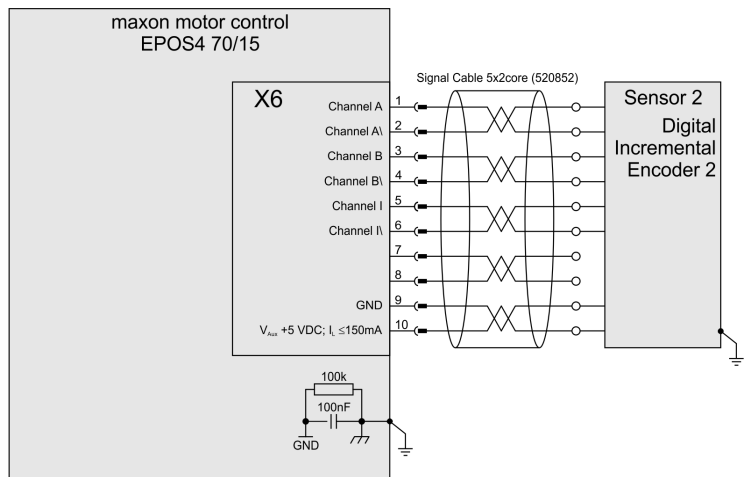 maxon motor control
EPOS4 70/15
Signal Cable 5x2core (520852)
X6
Sensor 2
Digital
Incremental
Encoder 2
Channel A 1
Channel A\ 2
Channel B 3
Channel B\ 4
Channel I 5
Channel I\ 6
7
8
GND 9
VAux +5 VDC; IL ≤150mA 10
100k
100nF
GND